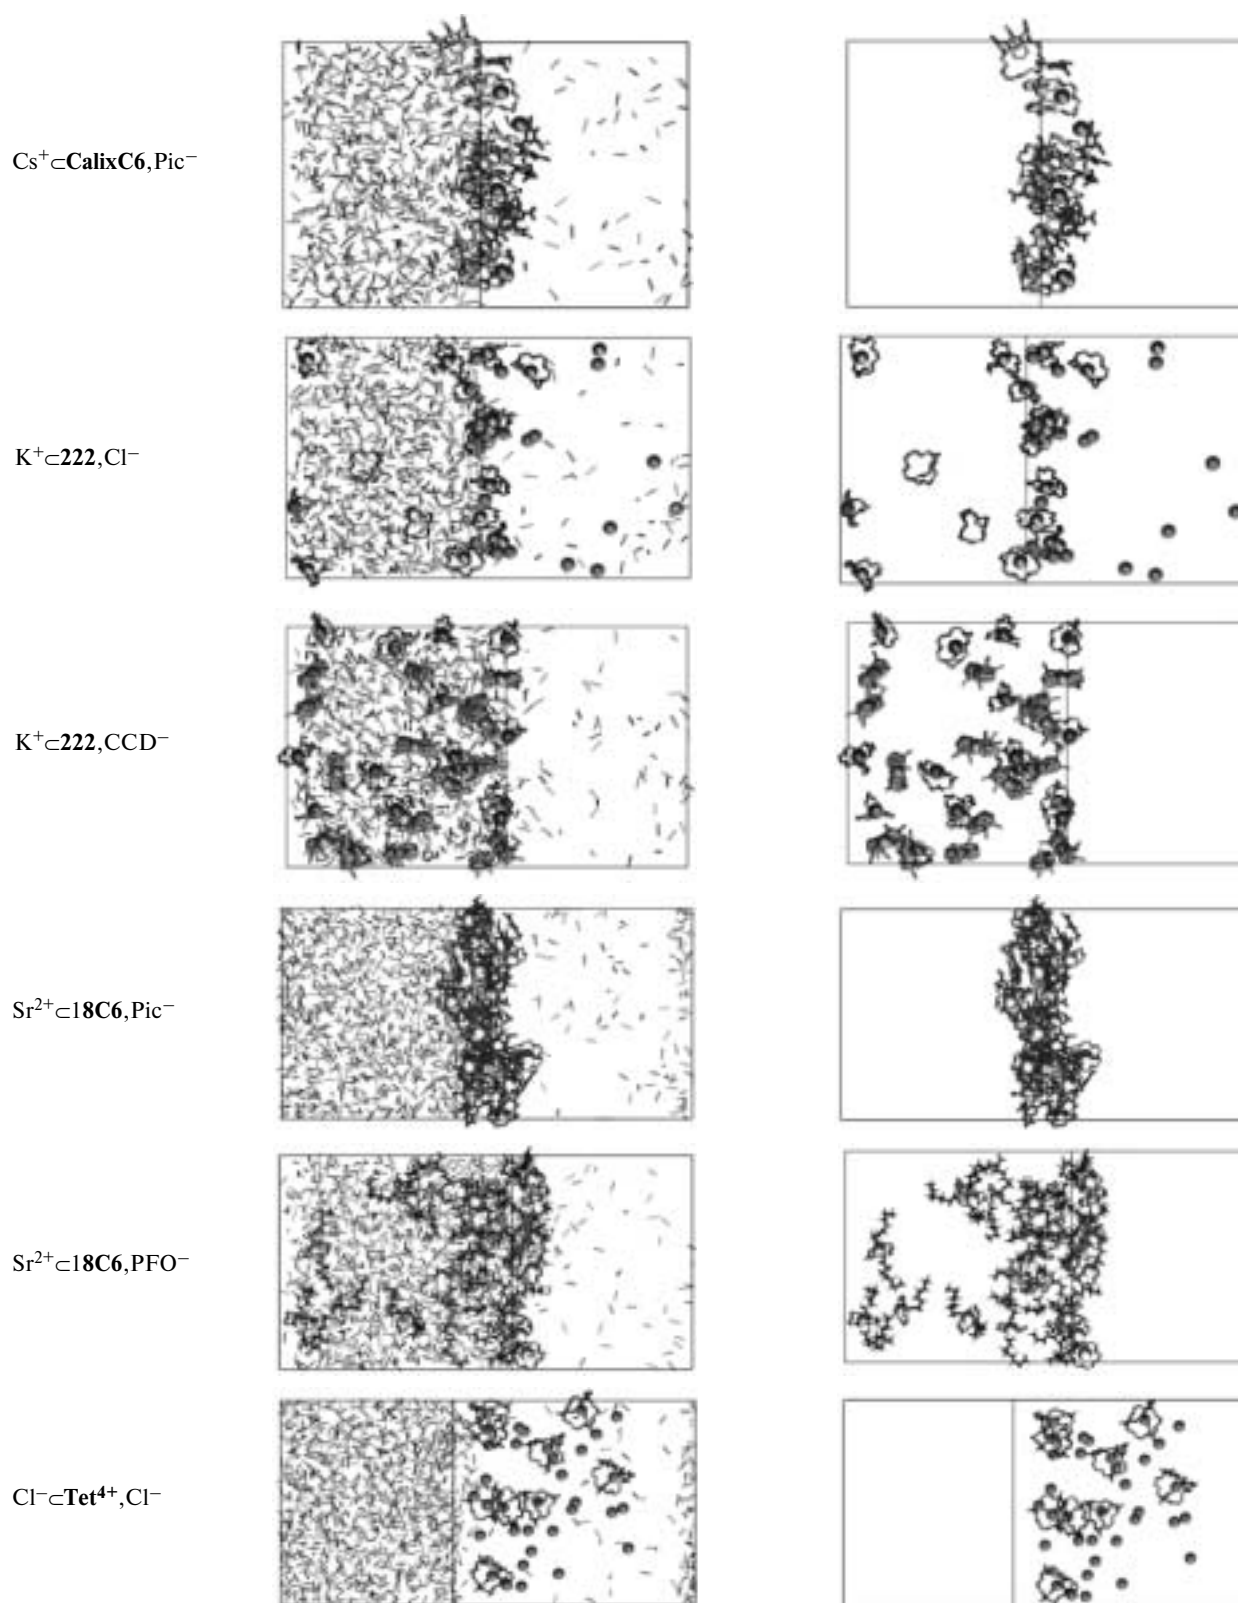 Cs⁺⊂CalixC6,Pic⁻
K⁺⊂222,Cl⁻
K⁺⊂222,CCD⁻
Sr²⁺⊂18C6,Pic⁻
Sr²⁺⊂18C6,PFO⁻
Cl⁻⊂Tet⁴⁺,Cl⁻